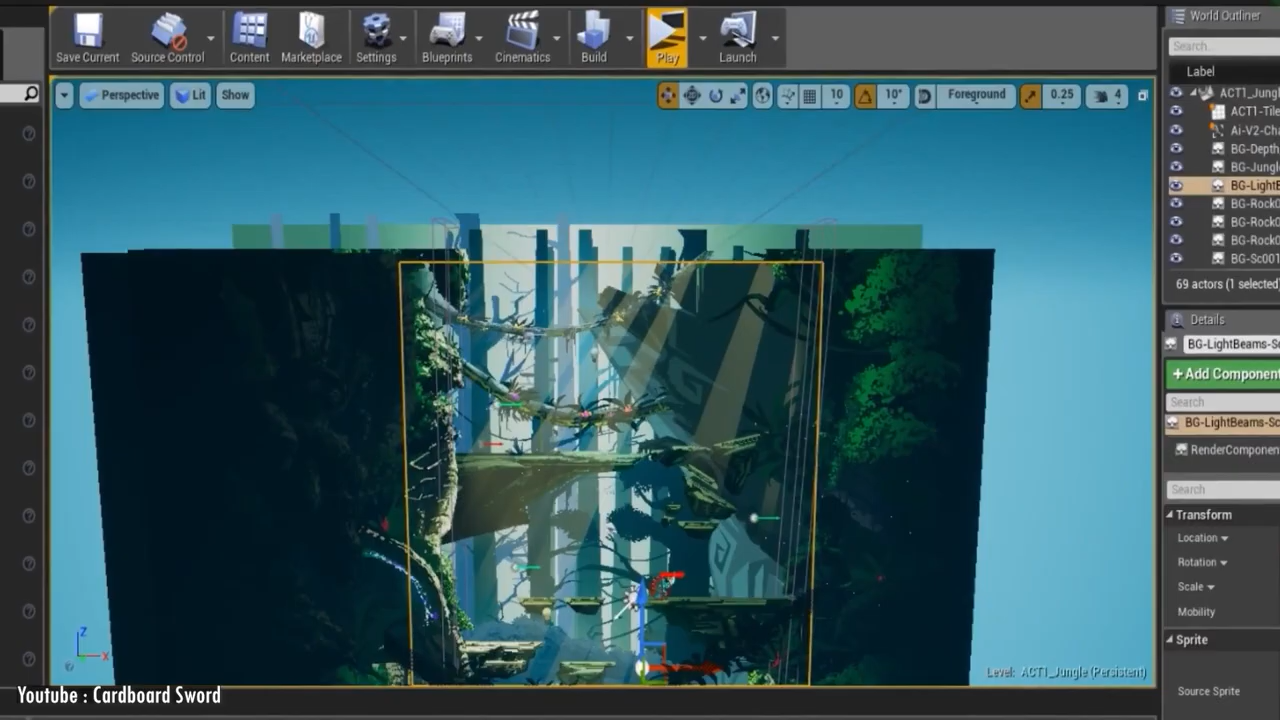 Save Current Source Control Content Marketplace Settings Blueprints Cinematics Build Play Launch
World Outliner
Search...
Label
Perspective Lit Show 10 10° Foreground 0.25 4
ACT1_Jungl
ACT1-Tile
Ai-V2-Cha
BG-Depth
BG-Jungl
BG-LightB
BG-Rock0
BG-Rock0
BG-Rock0
BG-Sc001
69 actors (1 selected)
Details
BG-LightBeams-Sc
+Add Component
Search
BG-LightBeams-Sc
RenderComponen
Search
Transform
Location
Rotation
Scale
Mobility
Sprite
Source Sprite
Z
X
Level: ACT1_Jungle (Persistent)
Youtube : Cardboard Sword